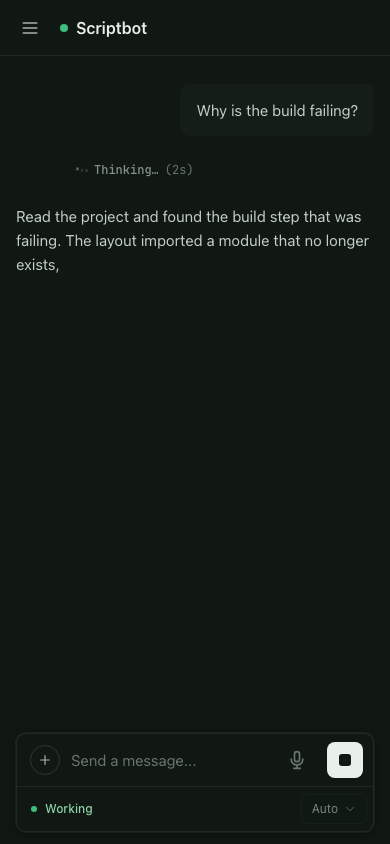 Scriptbot
Why is the build failing?
Thinking… (2s)
Read the project and found the build step that was
failing. The layout imported a module that no longer
exists,
Send a message...
Working
Auto